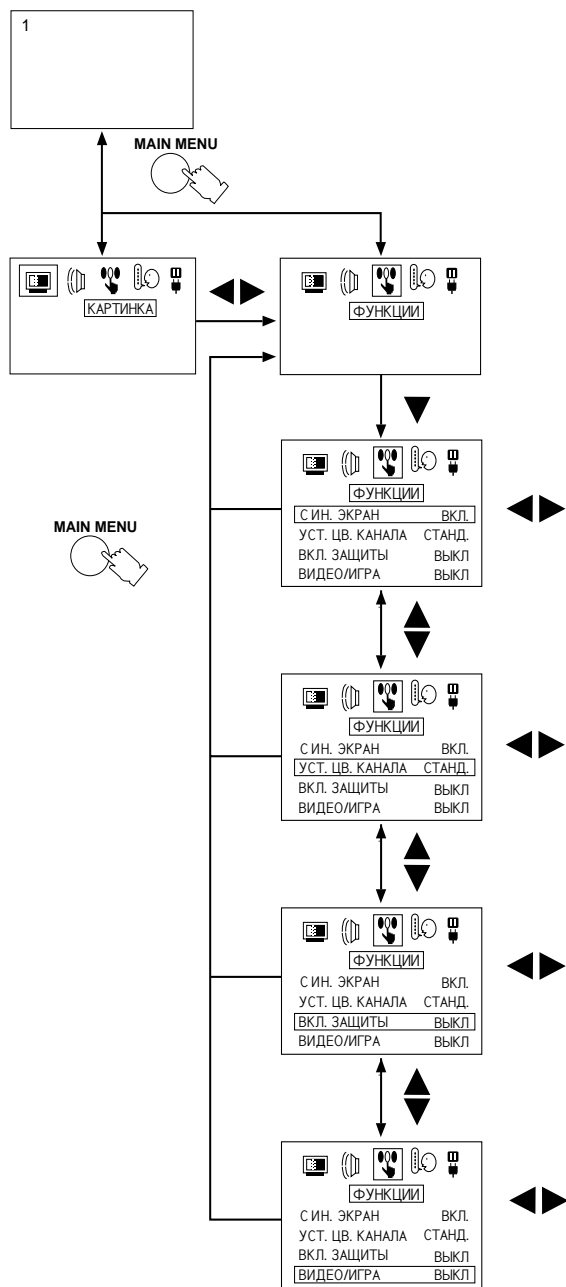 1
MAIN MENU
КАРТИНКА
ФУНКЦИИ
ФУНКЦИИ
СИН. ЭКРАН ВКЛ.
УСТ. ЦВ. КАНАЛА СТАНД.
ВКЛ. ЗАЩИТЫ ВЫКЛ
ВИДЕО/ИГРА ВЫКЛ
MAIN MENU
ФУНКЦИИ
СИН. ЭКРАН ВКЛ.
УСТ. ЦВ. КАНАЛА СТАНД.
ВКЛ. ЗАЩИТЫ ВЫКЛ
ВИДЕО/ИГРА ВЫКЛ
ФУНКЦИИ
СИН. ЭКРАН ВКЛ.
УСТ. ЦВ. КАНАЛА СТАНД.
ВКЛ. ЗАЩИТЫ ВЫКЛ
ВИДЕО/ИГРА ВЫКЛ
ФУНКЦИИ
СИН. ЭКРАН ВКЛ.
УСТ. ЦВ. КАНАЛА СТАНД.
ВКЛ. ЗАЩИТЫ ВЫКЛ
ВИДЕО/ИГРА ВЫКЛ